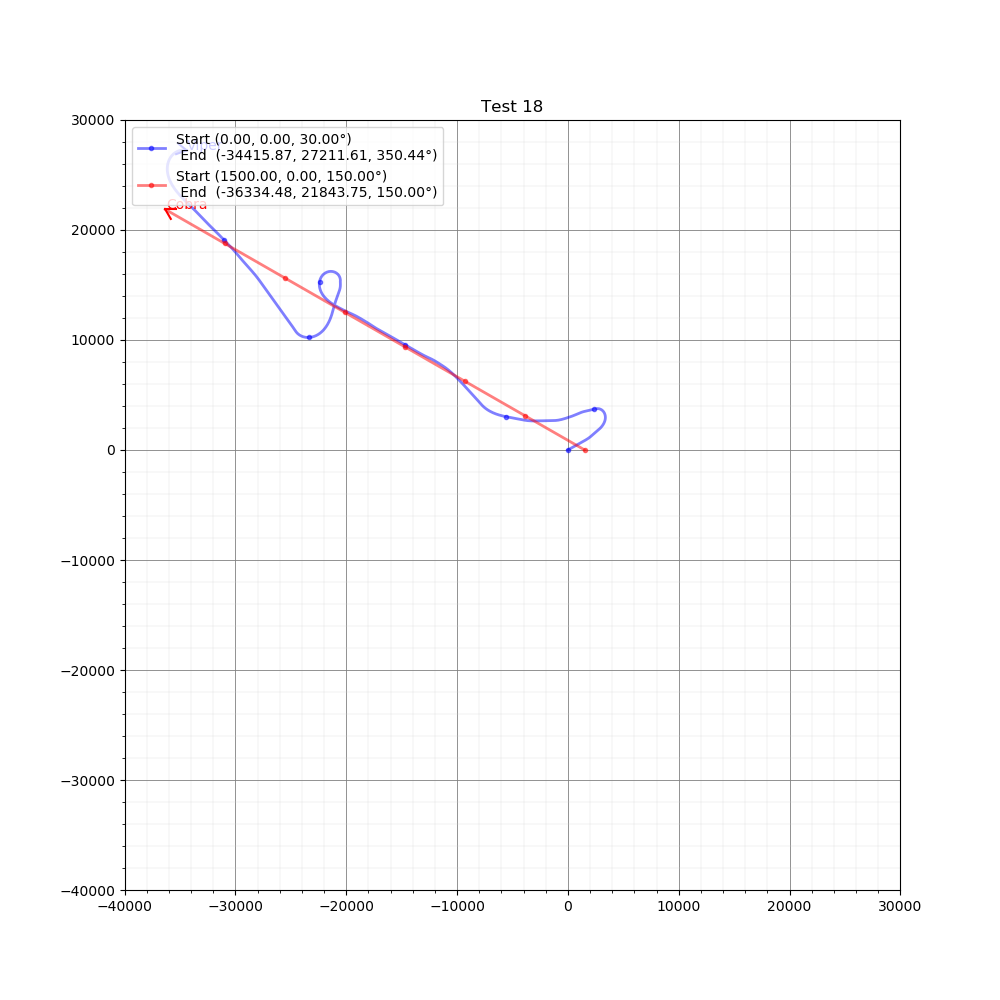 Test 18
Start (0.00, 0.00, 30.00°)
End (-34415.87, 27211.61, 350.44°)
Start (1500.00, 0.00, 150.00°)
End (-36334.48, 21843.75, 150.00°)
Cobra
30000
20000
10000
0
−10000
−20000
−30000
−40000
−40000 −30000 −20000 −10000 0 10000 20000 30000